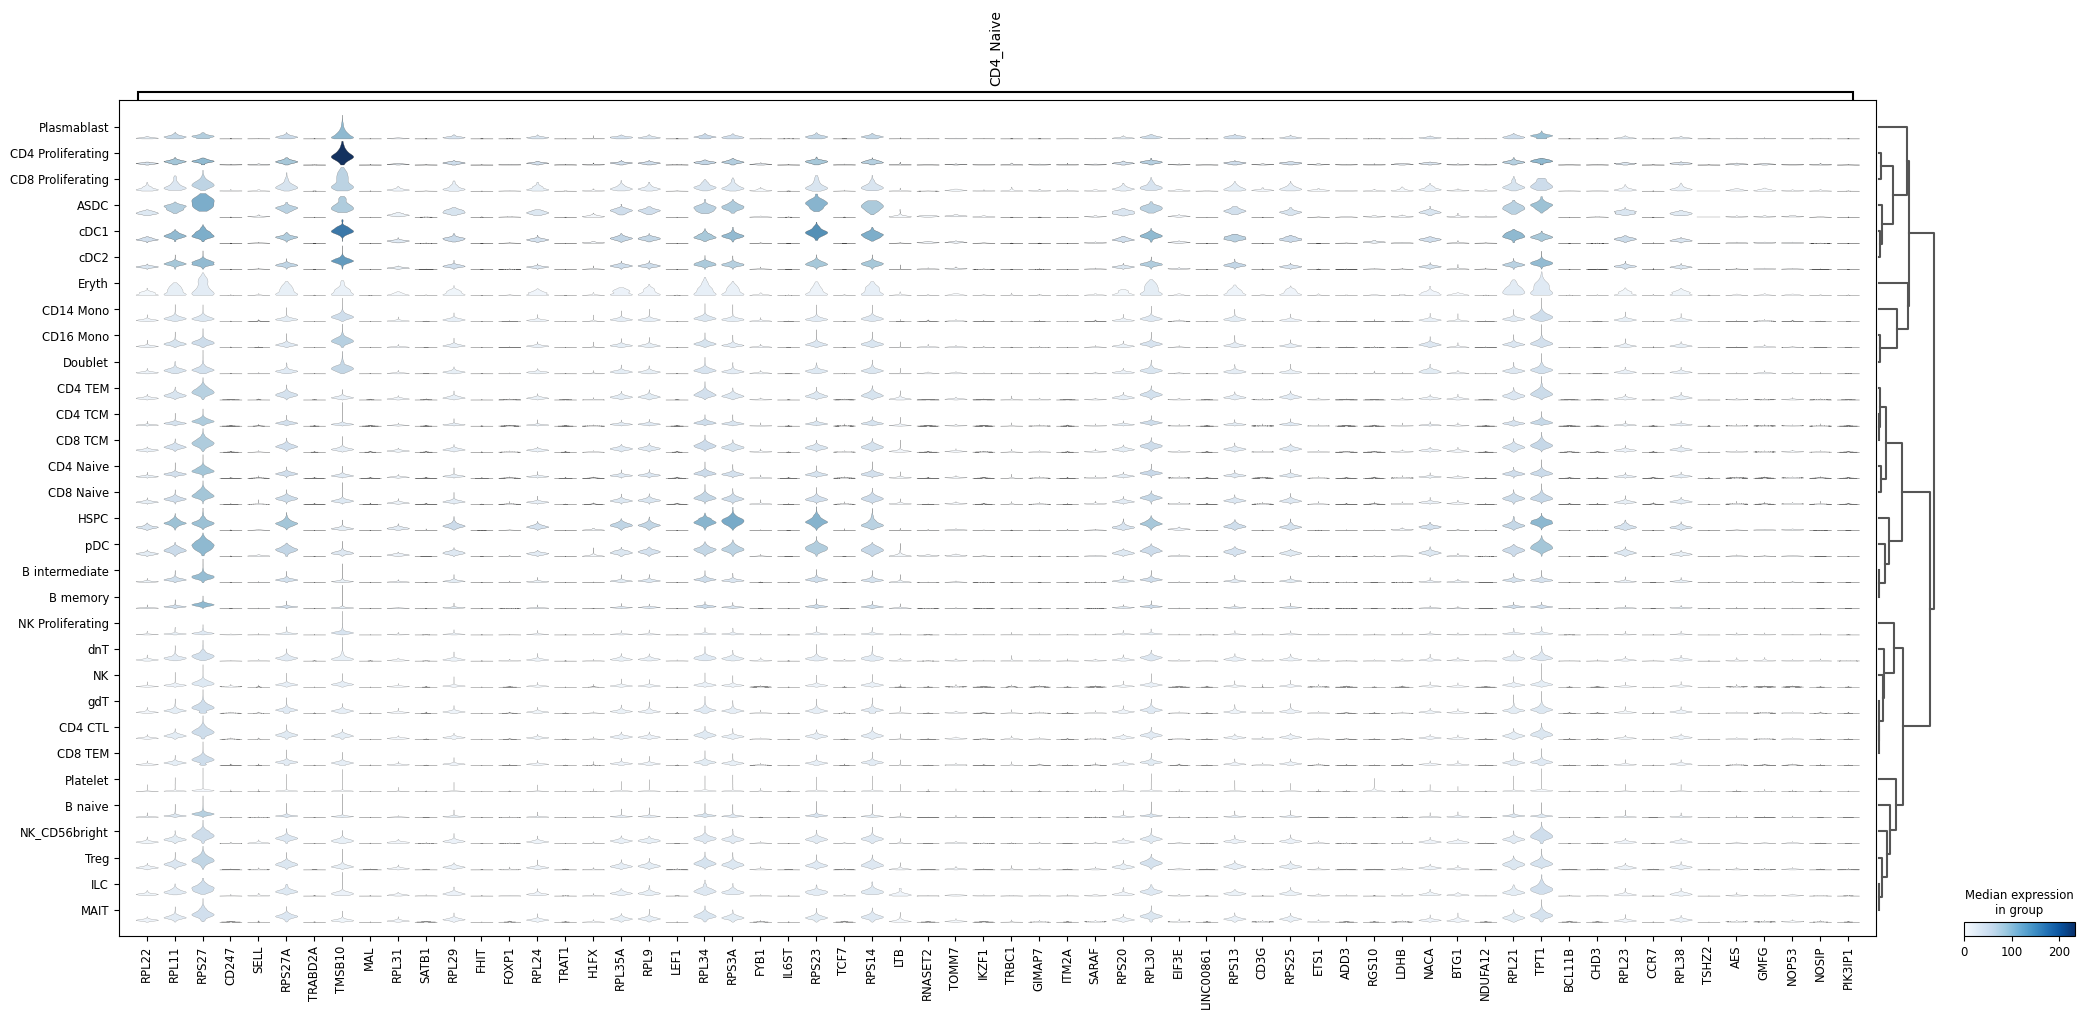 CD4_Naive
Plasmablast
CD4 Proliferating
CD8 Proliferating
ASDC
cDC1
cDC2
Eryth
CD14 Mono
CD16 Mono
Doublet
CD4 TEM
CD4 TCM
CD8 TCM
CD4 Naive
CD8 Naive
HSPC
pDC
B intermediate
B memory
NK Proliferating
dnT
NK
gdT
CD4 CTL
CD8 TEM
Platelet
B naive
NK_CD56bright
Treg
ILC
MAIT
RPL22
RPL11
RPS27
CD247
SELL
RPS27A
TRABD2A
TMSB10
MAL
RPL31
SATB1
RPL29
FHIT
FOXP1
RPL24
TRAT1
H1FX
RPL35A
RPL9
LEF1
RPL34
RPS3A
FYB1
IL6ST
RPS23
TCF7
RPS14
LTB
RNASET2
TOMM7
IKZF1
TRBC1
GIMAP7
ITM2A
SARAF
RPS20
RPL30
EIF3E
LINC00861
RPS13
CD3G
RPS25
ETS1
ADD3
RGS10
LDHB
NACA
BTG1
NDUFA12
RPL21
TPT1
BCL11B
CHD3
RPL23
CCR7
RPL38
TSHZ2
AES
GMFG
NOP53
NOSIP
PIK3IP1
Median expression
in group
0 100 200